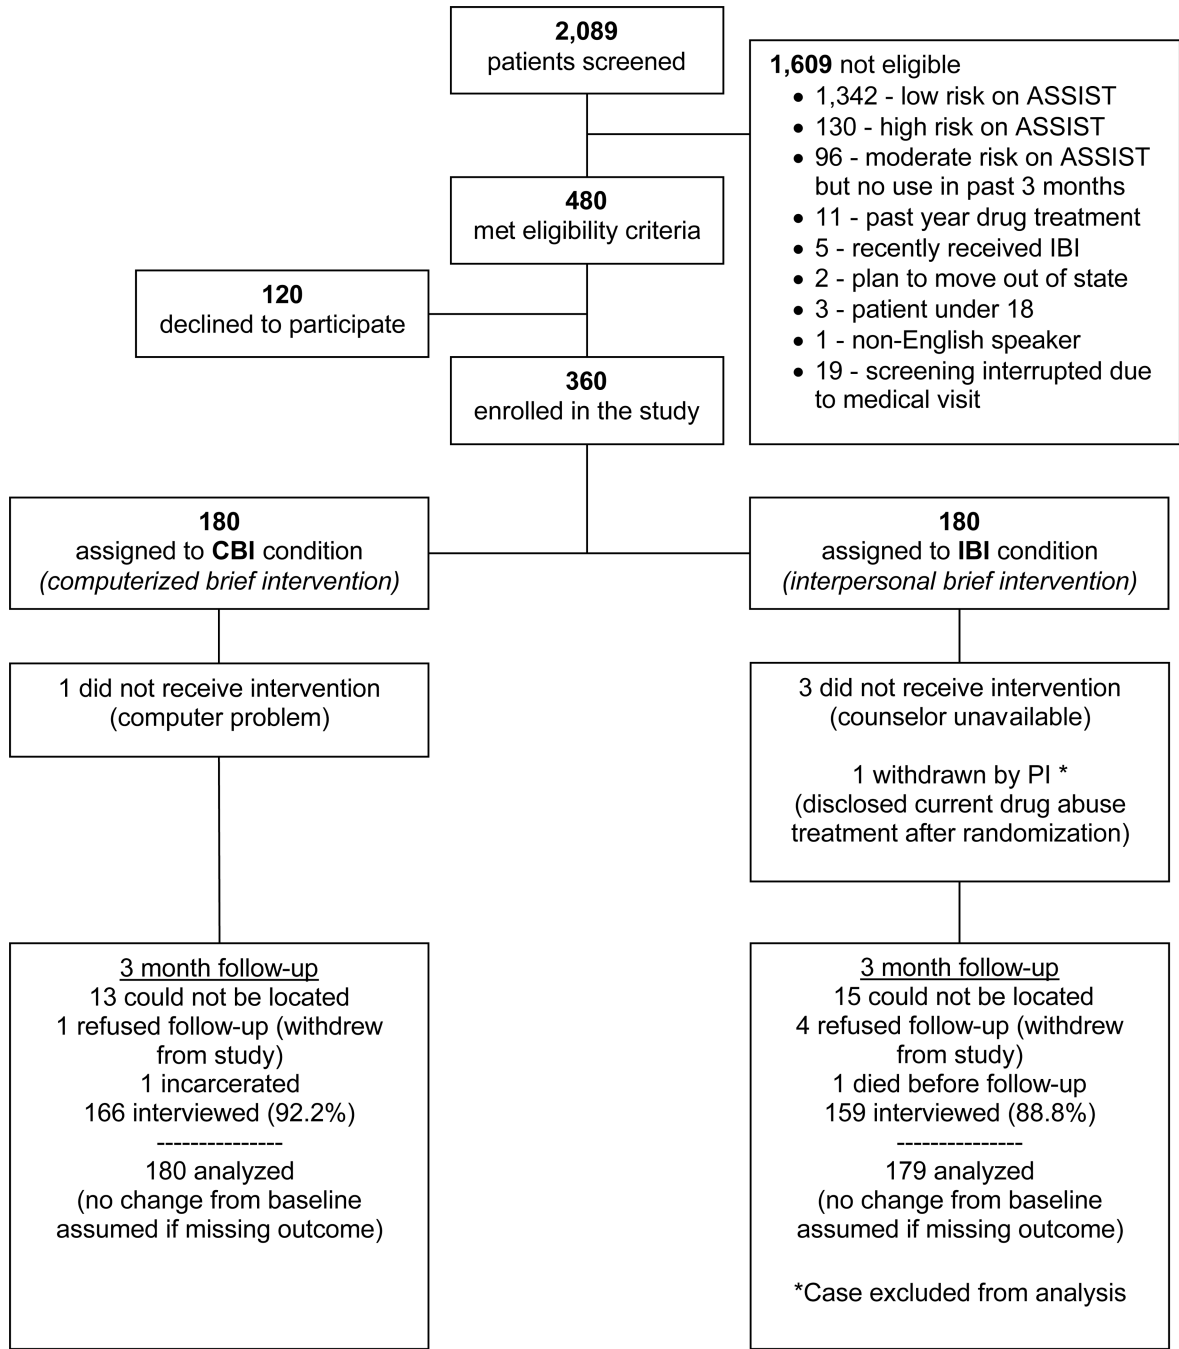 2,089
patients screened
1,609 not eligible
• 1,342 - low risk on ASSIST
• 130 - high risk on ASSIST
• 96 - moderate risk on ASSIST
but no use in past 3 months
• 11 - past year drug treatment
• 5 - recently received IBI
• 2 - plan to move out of state
• 3 - patient under 18
• 1 - non-English speaker
• 19 - screening interrupted due
to medical visit
480
met eligibility criteria
120
declined to participate
360
enrolled in the study
180
assigned to CBI condition
(computerized brief intervention)
180
assigned to IBI condition
(interpersonal brief intervention)
1 did not receive intervention
(computer problem)
3 did not receive intervention
(counselor unavailable)
1 withdrawn by PI *
(disclosed current drug abuse
treatment after randomization)
3 month follow-up
13 could not be located
1 refused follow-up (withdrew
from study)
1 incarcerated
166 interviewed (92.2%)
---------------
180 analyzed
(no change from baseline
assumed if missing outcome)
3 month follow-up
15 could not be located
4 refused follow-up (withdrew
from study)
1 died before follow-up
159 interviewed (88.8%)
---------------
179 analyzed
(no change from baseline
assumed if missing outcome)
*Case excluded from analysis